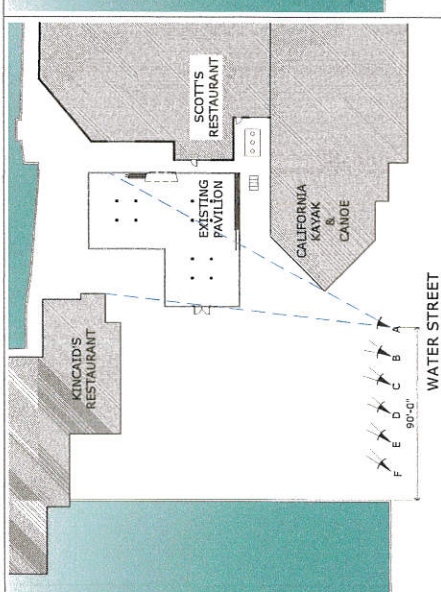 SCOTT'S
RESTAURANT
EXISTING
PAVILION
CALIFORNIA
KAYAK
&
CANOE
KINCAID'S
RESTAURANT
A
B
C
D
E
F
90'-0"
WATER STREET